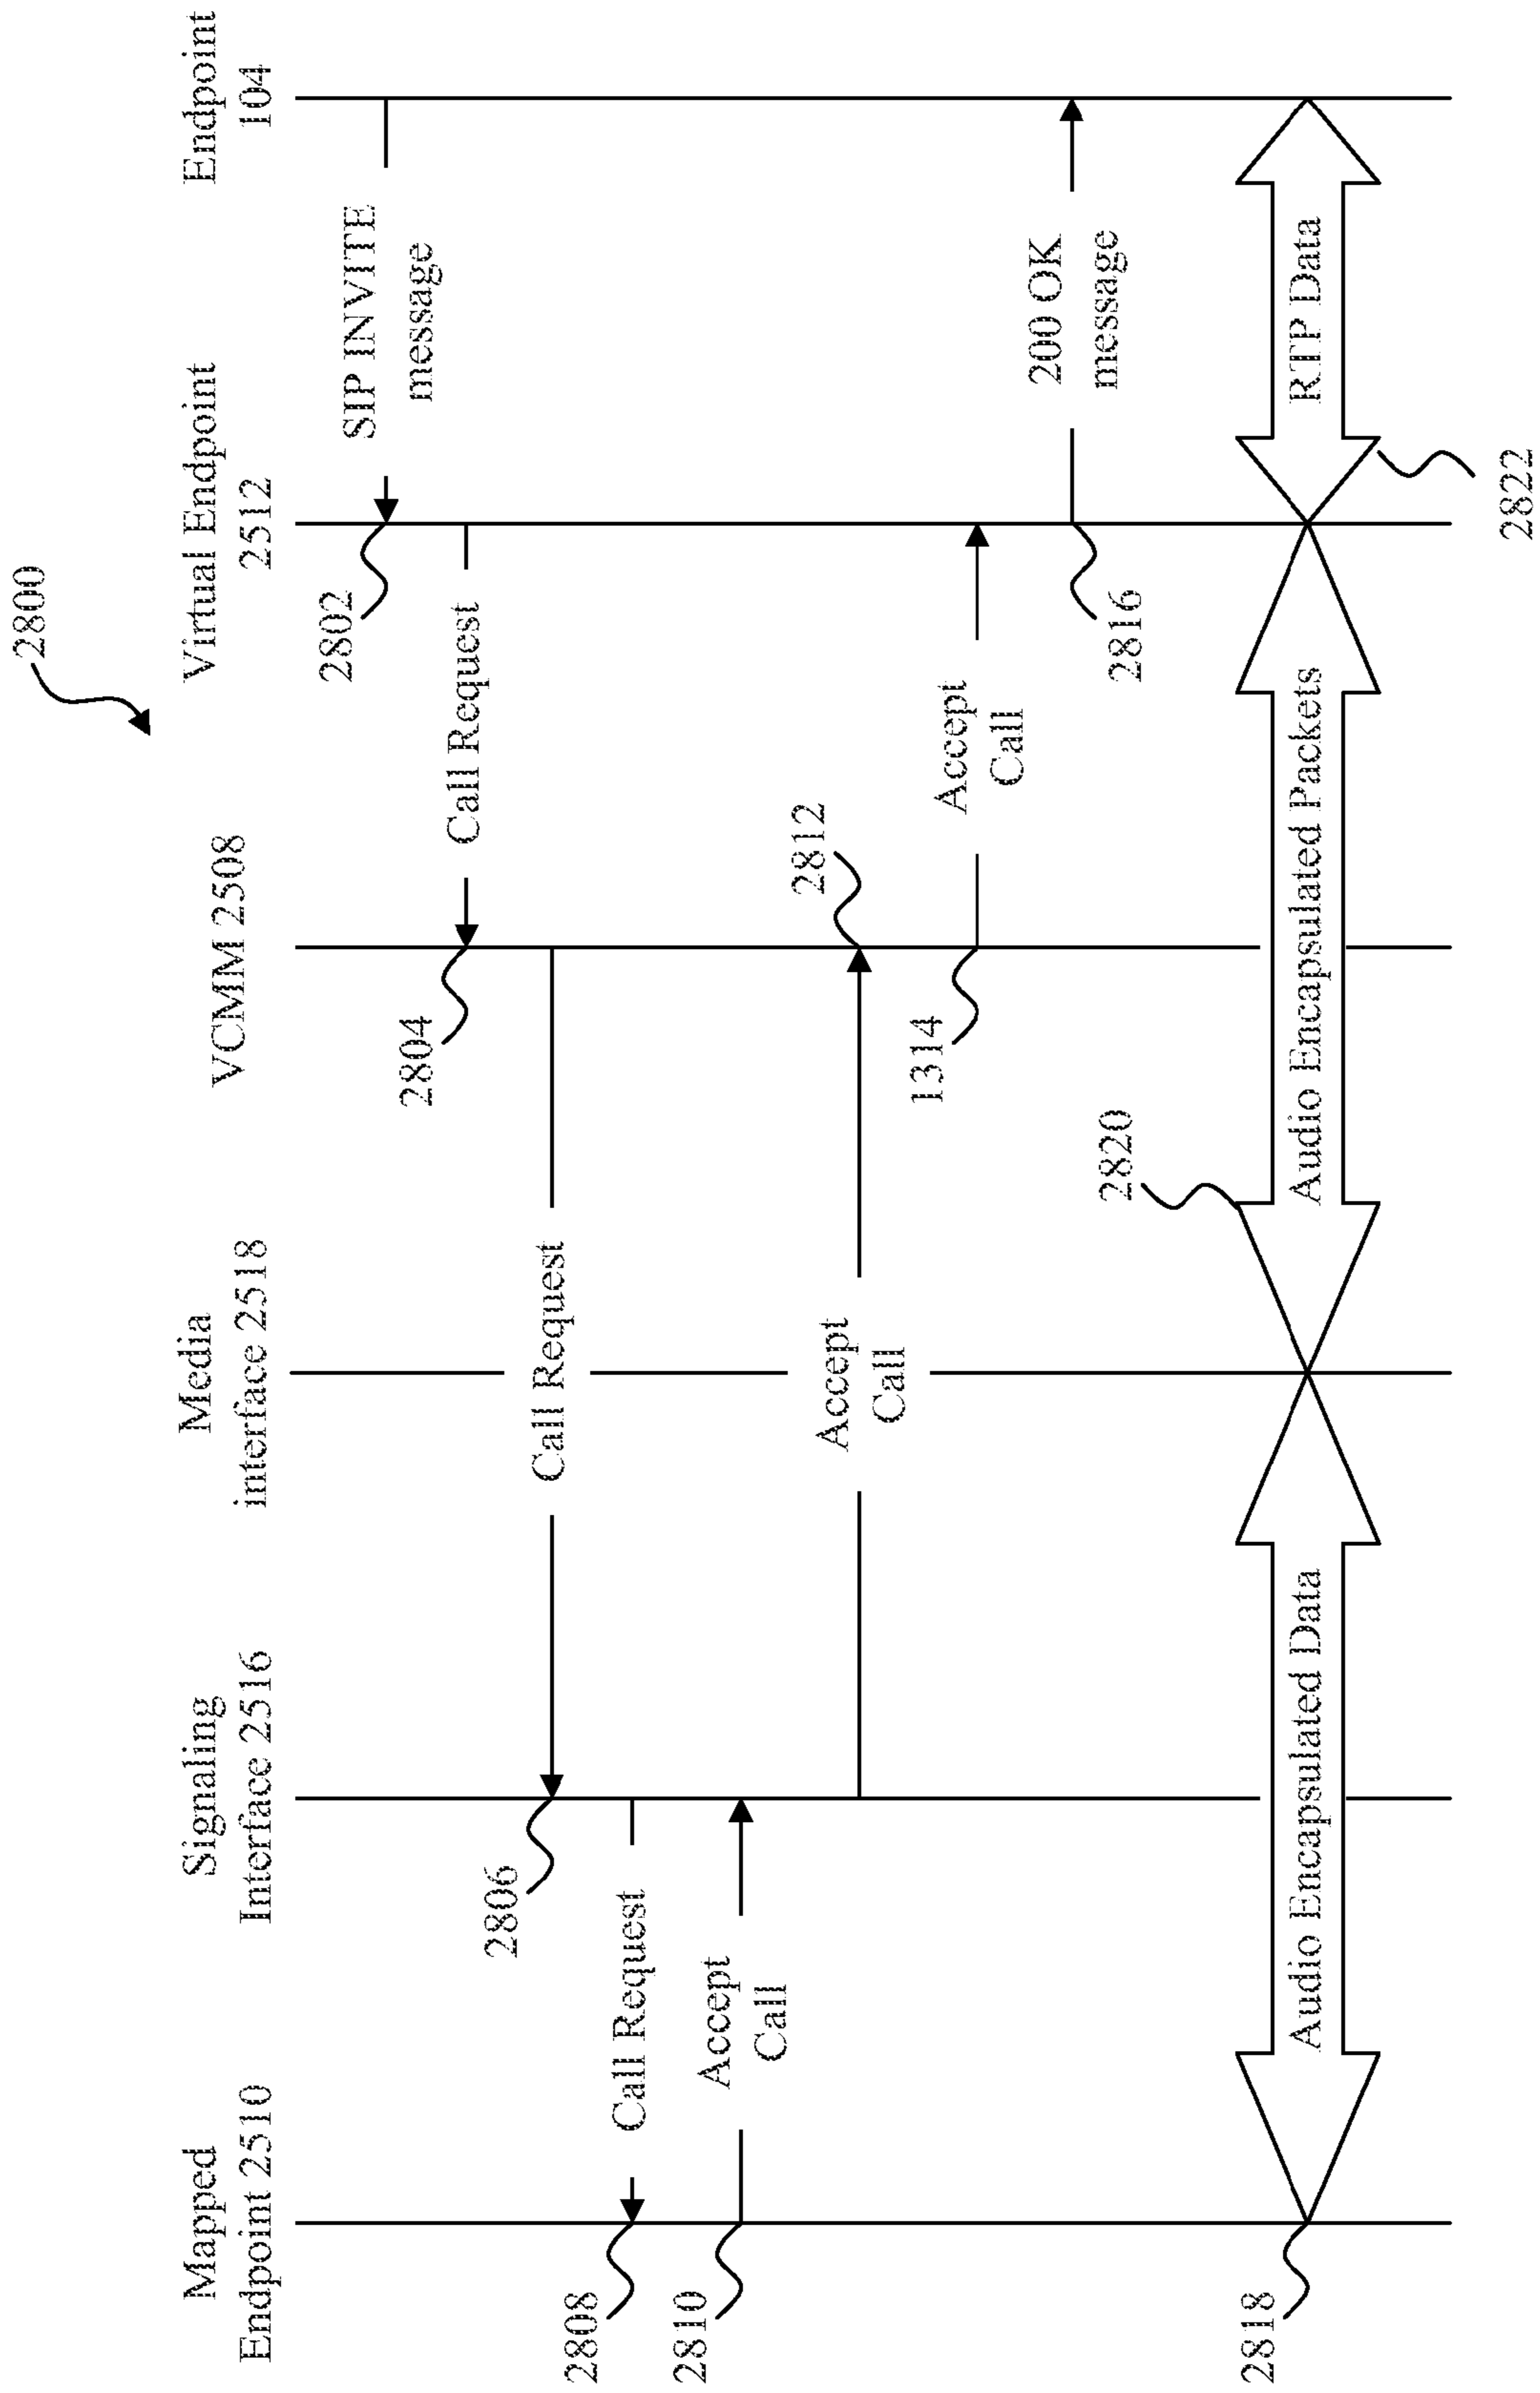 2800
Mapped
Endpoint 2510
Signaling
Interface 2516
Media
interface 2518
VCMM 2508
Virtual Endpoint
2512
Endpoint
104
SIP INVITE
message
2802
Call Request
2804
Call Request
2806
Call Request
2808
Accept
Call
2810
Accept
Call
2812
Accept
Call
1314
200 OK
message
2816
2820
Audio Encapsulated Data
Audio Encapsulated Packets
RTP Data
2818
2822